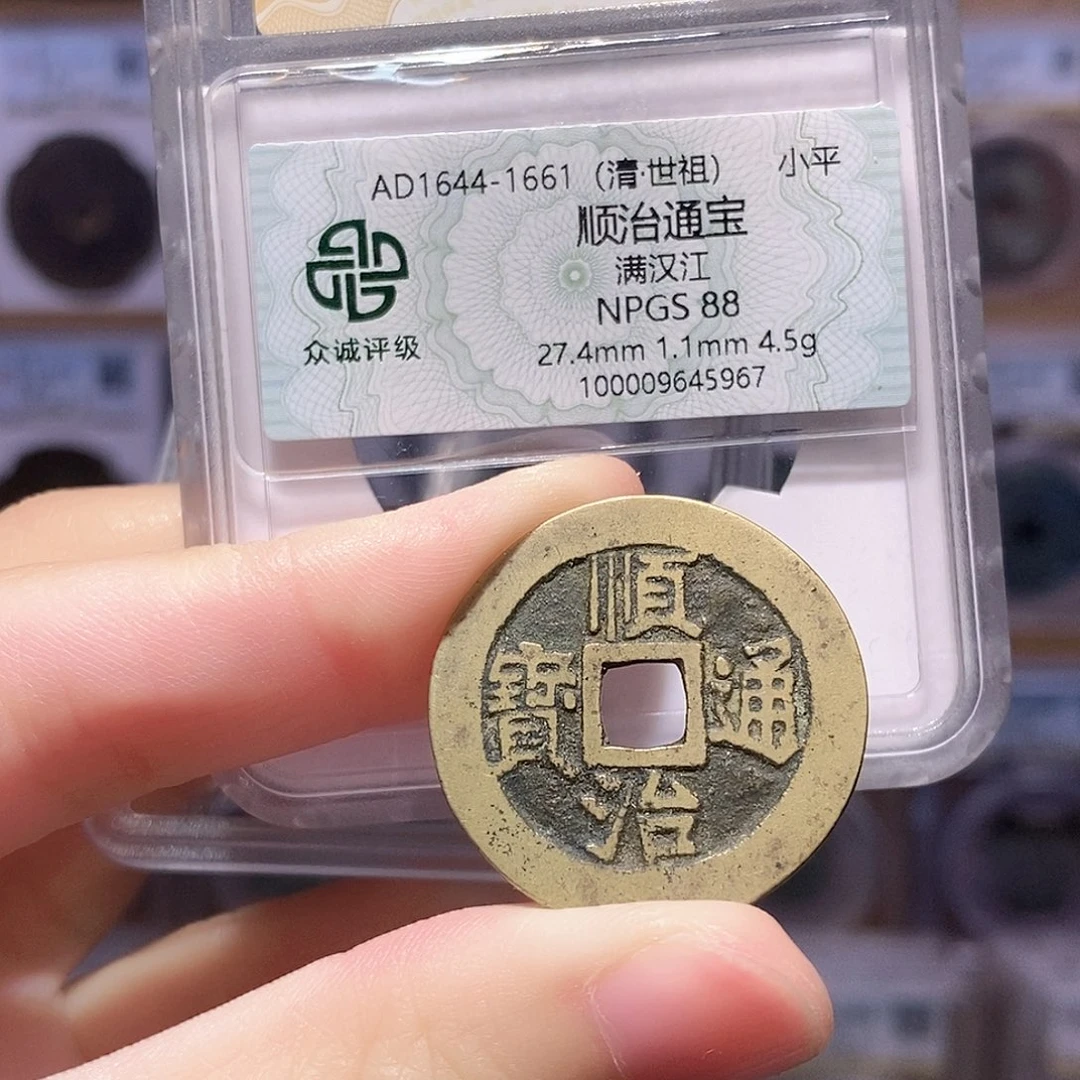 AD1644-1661（清·世祖） 小平
顺治通宝
满汉江
NPGS 88
27.4mm 1.1mm 4.5g
100009645967
众诚评级
順治通寶